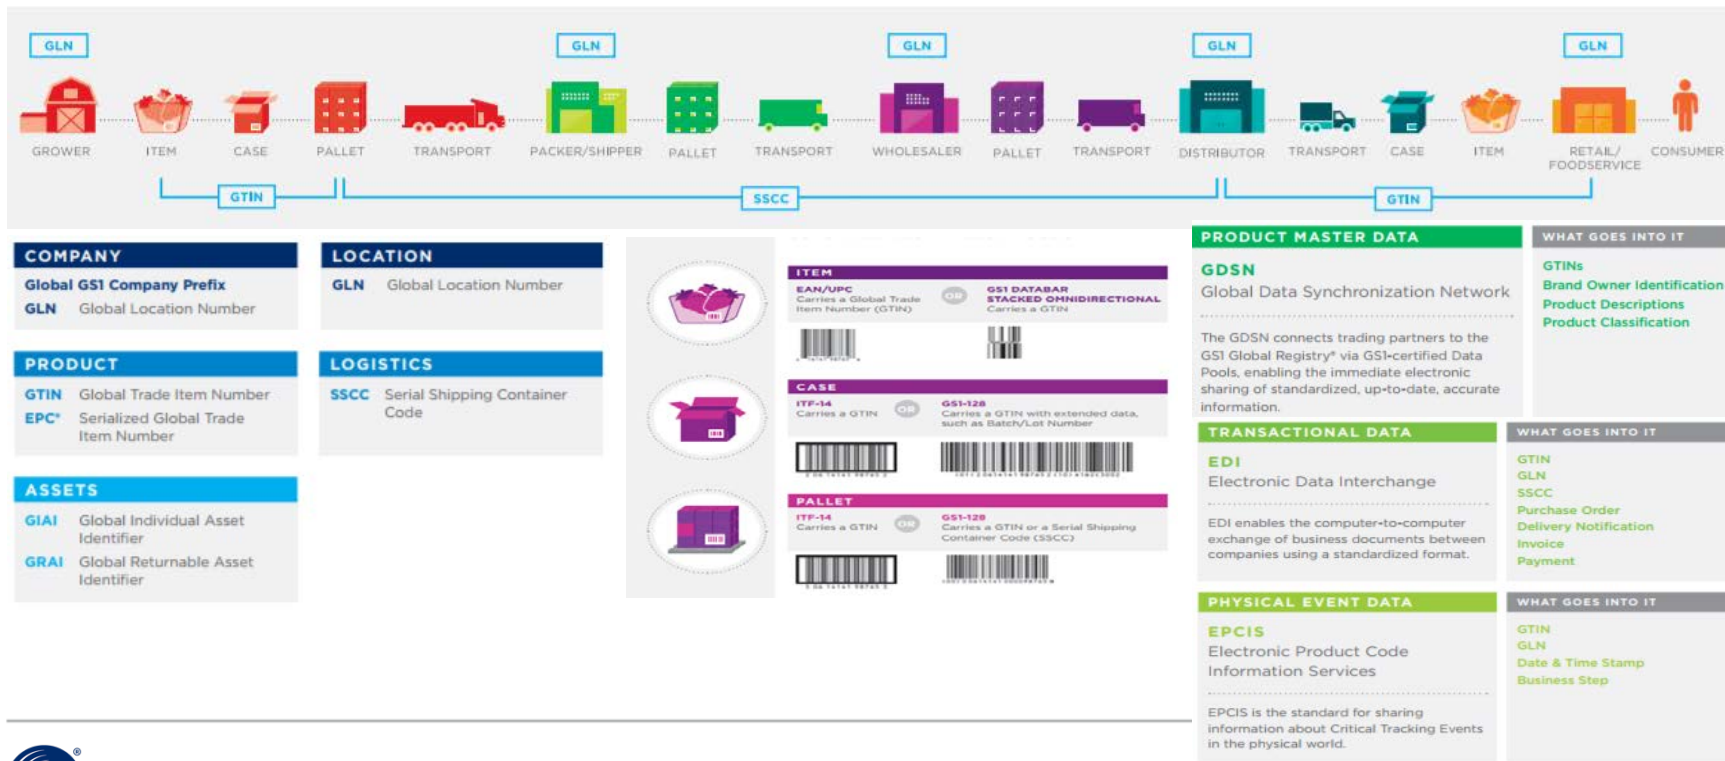 GLN GLN GLN GLN GLN
GROWER ITEM CASE PALLET TRANSPORT PACKER/SHIPPER PALLET TRANSPORT WHOLESALER PALLET TRANSPORT DISTRIBUTOR TRANSPORT CASE ITEM RETAIL/ CONSUMER
FOODSERVICE
GTIN SSCC GTIN
COMPANY
Global GS1 Company Prefix
GLN Global Location Number
LOCATION
GLN Global Location Number
PRODUCT
GTIN Global Trade Item Number
EPC® Serialized Global Trade
Item Number
LOGISTICS
SSCC Serial Shipping Container
Code
ASSETS
GIAI Global Individual Asset
Identifier
GRAI Global Returnable Asset
Identifier
ITEM
EAN/UPC
Carries a Global Trade
Item Number (GTIN)
OR
GS1 DATABAR
STACKED OMNIDIRECTIONAL
Carries a GTIN
CASE
ITF-14
Carries a GTIN
OR
GS1-128
Carries a GTIN with extended data,
such as Batch/Lot Number
PALLET
ITF-14
Carries a GTIN
OR
GS1-128
Carries a GTIN or a Serial Shipping
Container Code (SSCC)
PRODUCT MASTER DATA
GDSN
Global Data Synchronization Network
The GDSN connects trading partners to the
GS1 Global Registry® via GS1-certified Data
Pools, enabling the immediate electronic
sharing of standardized, up-to-date, accurate
information.
WHAT GOES INTO IT
GTINs
Brand Owner Identification
Product Descriptions
Product Classification
TRANSACTIONAL DATA
EDI
Electronic Data Interchange
EDI enables the computer-to-computer
exchange of business documents between
companies using a standardized format.
WHAT GOES INTO IT
GTIN
GLN
SSCC
Purchase Order
Delivery Notification
Invoice
Payment
PHYSICAL EVENT DATA
EPCIS
Electronic Product Code
Information Services
EPCIS is the standard for sharing
information about Critical Tracking Events
in the physical world.
WHAT GOES INTO IT
GTIN
GLN
Date & Time Stamp
Business Step
®